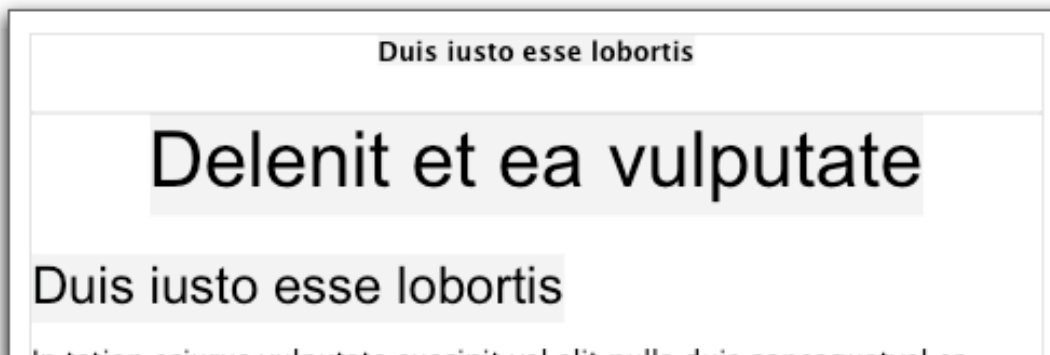 Duis iusto esse lobortis
Delenit et ea vulputate
Duis iusto esse lobortis